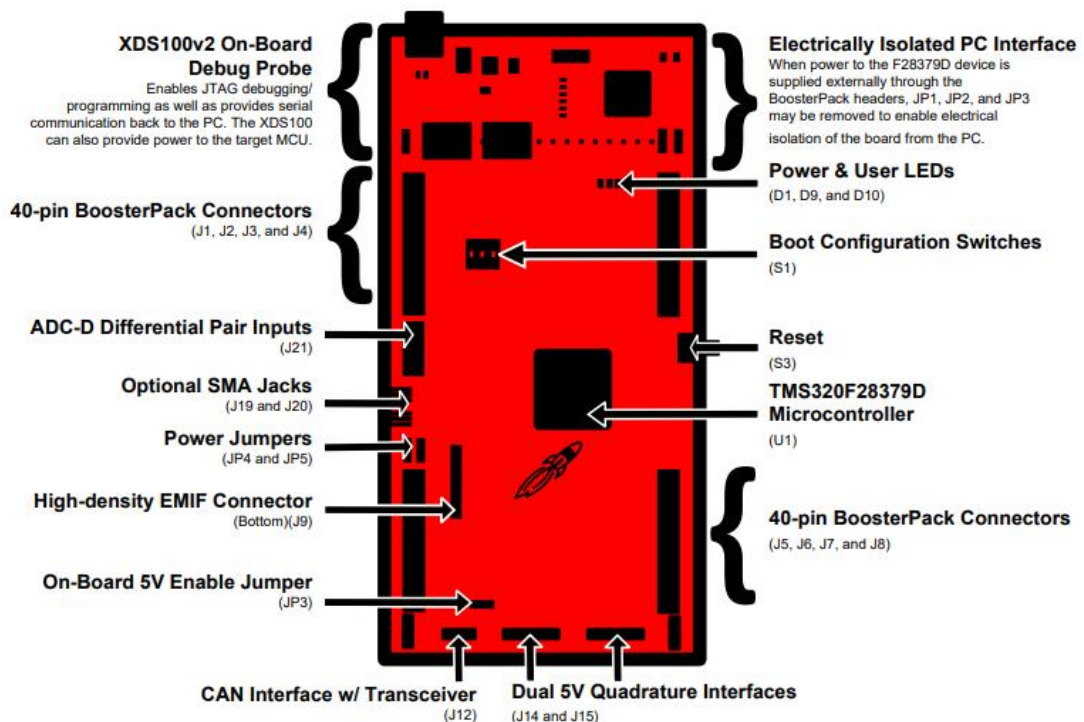 XDS100v2 On-Board
Debug Probe
Enables JTAG debugging/
programming as well as provides serial
communication back to the PC. The XDS100
can also provide power to the target MCU.
40-pin BoosterPack Connectors
(J1, J2, J3, and J4)
ADC-D Differential Pair Inputs
(J21)
Optional SMA Jacks
(J19 and J20)
Power Jumpers
(JP4 and JP5)
High-density EMIF Connector
(Bottom)(J9)
On-Board 5V Enable Jumper
(JP3)
Electrically Isolated PC Interface
When power to the F28379D device is
supplied externally through the
BoosterPack headers, JP1, JP2, and JP3
may be removed to enable electrical
isolation of the board from the PC.
Power & User LEDs
(D1, D9, and D10)
Boot Configuration Switches
(S1)
Reset
(S3)
TMS320F28379D
Microcontroller
(U1)
40-pin BoosterPack Connectors
(J5, J6, J7, and J8)
CAN Interface w/ Transceiver
(J12)
Dual 5V Quadrature Interfaces
(J14 and J15)